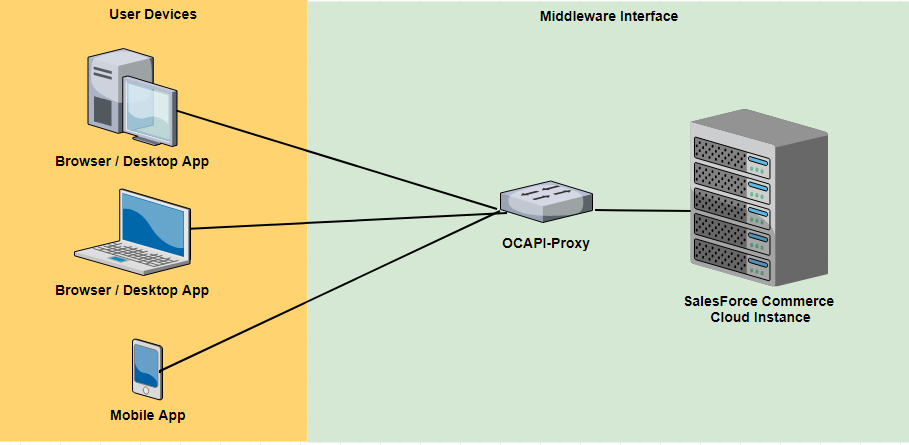 User Devices
Middleware Interface
Browser / Desktop App
Browser / Desktop App
OCAPI-Proxy
SalesForce Commerce
Cloud Instance
Mobile App